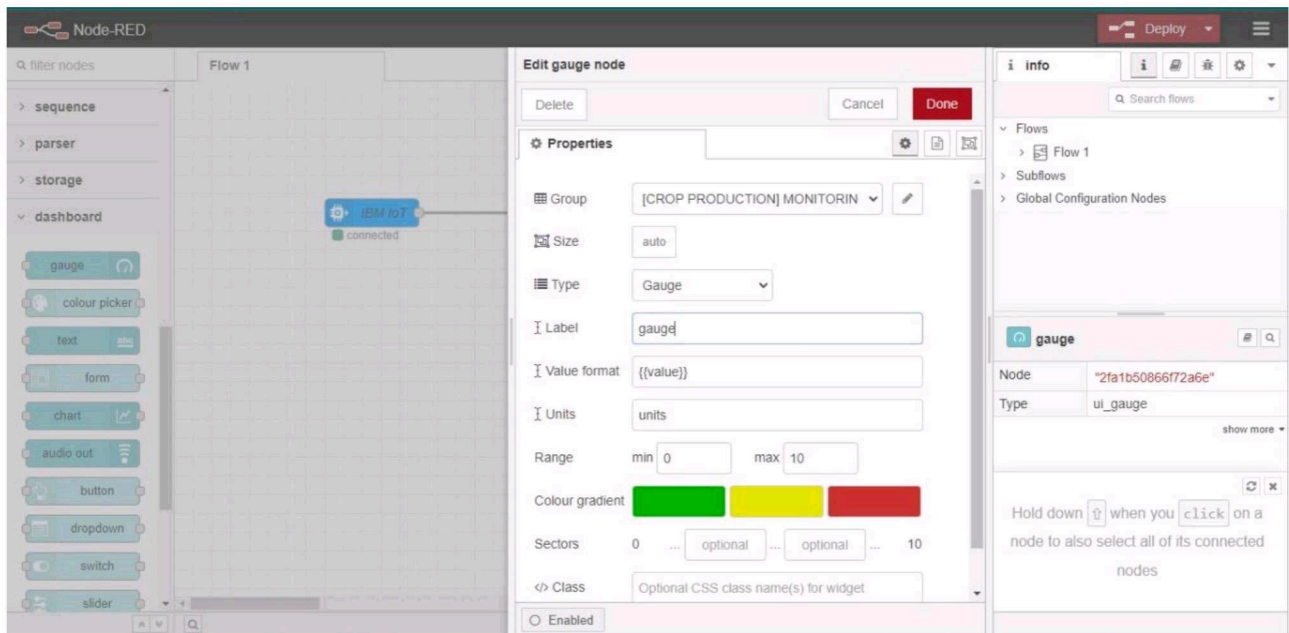 Node-RED
Deploy
filter nodes
sequence
parser
storage
dashboard
gauge
colour picker
text
abc
form
chart
audio out
button
dropdown
switch
slider
Flow 1
IBM IoT
connected
Edit gauge node
Delete
Cancel
Done
Properties
Group
[CROP PRODUCTION] MONITORIN
Size
auto
Type
Gauge
Label
gauge
Value format
{{value}}
Units
units
Range
min 0
max 10
Colour gradient
Sectors
0 ... optional ... optional ... 10
</> Class
Optional CSS class name(s) for widget
Enabled
i info
i
Search flows
Flows
Flow 1
Subflows
Global Configuration Nodes
gauge
Node "2fa1b50866f72a6e"
Type ui_gauge
show more
Hold down ⇧ when you click on a
node to also select all of its connected
nodes